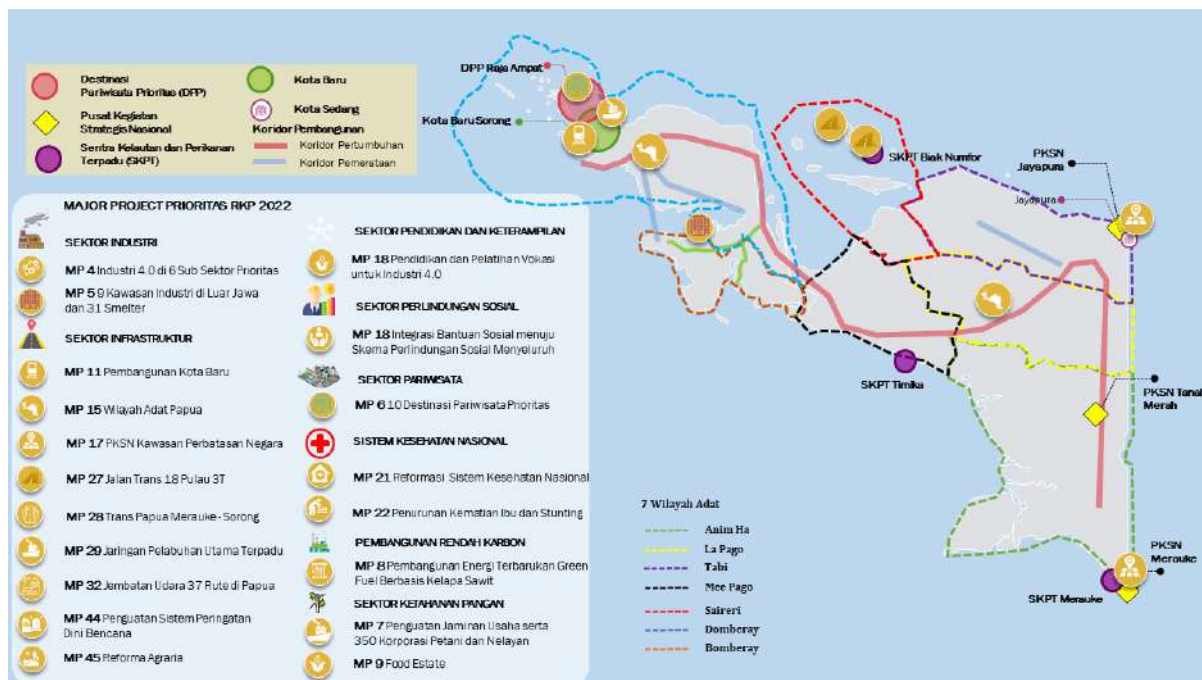 Destinasi
Pariwisata Prioritas (DPP)
Pusat Kegiatan
Strategis Nasional
Sentra Kelautan dan Perikanan
Terpadu (SKPT)
Kota Baru
Kota Sedang
Koridor Pembangunan
Koridor Pertumbuhan
Koridor Pemerataan
MAJOR PROJECT PRIORITAS RKP 2022
SEKTOR INDUSTRI
MP 4 Industri 4.0 di 6 Sub Sektor Prioritas
MP 5 9 Kawasan Industri di Luar Jawa
dan 31 Smelter
SEKTOR INFRASTRUKTUR
MP 11 Pembangunan Kota Baru
MP 15 Wilayah Adat Papua
MP 17 PKSN Kawasan Perbatasan Negara
MP 27 Jalan Trans 18 Pulau 3T
MP 28 Trans Papua Merauke - Sorong
MP 29 Jaringan Pelabuhan Utama Terpadu
MP 32 Jembatan Udara 37 Rute di Papua
MP 44 Penguatan Sistem Peringatan
Dini Bencana
MP 45 Reforma Agraria
SEKTOR PENDIDIKAN DAN KETERAMPILAN
MP 18 Pendidikan dan Pelatihan Vokasi
untuk Industri 4.0
SEKTOR PERLINDUNGAN SOSIAL
MP 18 Integrasi Bantuan Sosial menuju
Skema Perlindungan Sosial Menyeluruh
SEKTOR PARIWISATA
MP 6 10 Destinasi Pariwisata Prioritas
SISTEM KESEHATAN NASIONAL
MP 21 Reformasi Sistem Kesehatan Nasional
MP 22 Penurunan Kematian Ibu dan Stunting
PEMBANGUNAN RENDAH KARBON
MP 8 Pembangunan Energi Terbarukan Green
Fuel Berbasis Kelapa Sawit
SEKTOR KETAHANAN PANGAN
MP 7 Penguatan Jaminan Usaha serta
350 Korporasi Petani dan Nelayan
MP 9 Food Estate
DPP Raja Ampat
Kota Baru Sorong
SKPT Biak Numfor
PKSN
Jayapura
Jayapura
SKPT Timika
PKSN Tanah
Merah
PKSN
Merauke
SKPT Merauke
7 Wilayah Adat
Anim Ha
La Pago
Tabi
Mee Pago
Saireri
Domberay
Bomberay